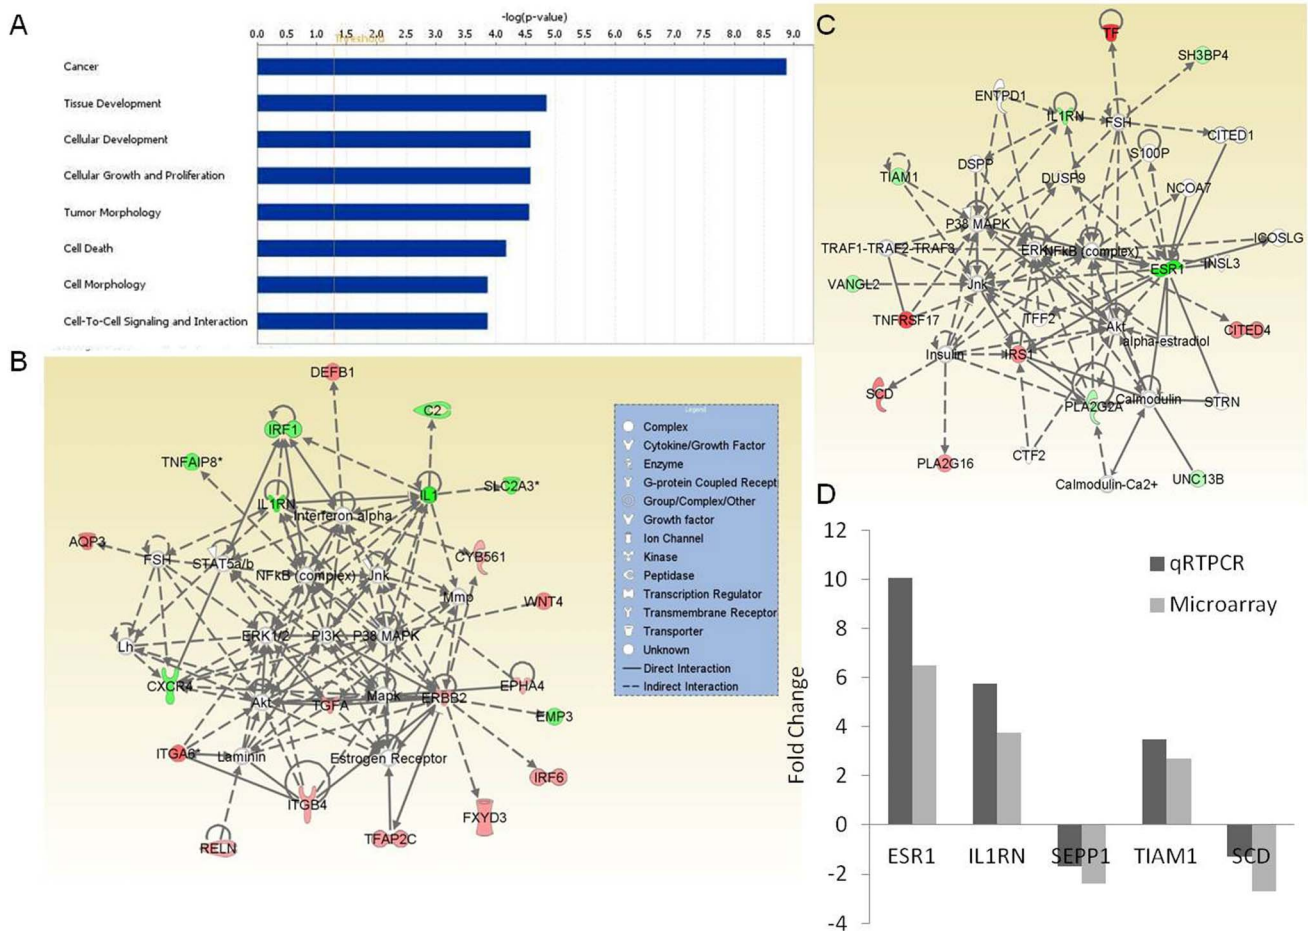 A
-log(p-value)
0.0 0.5 1.0 1.5 2.0 2.5 3.0 3.5 4.0 4.5 5.0 5.5 6.0 6.5 7.0 7.5 8.0 8.5 9.0
Threshold
Cancer
Tissue Development
Cellular Development
Cellular Growth and Proliferation
Tumor Morphology
Cell Death
Cell Morphology
Cell-To-Cell Signaling and Interaction
B
DEFB1
C2
IRF1
TNFAIP8*
SLC2A3*
IL1
IL1RN
Interferon alpha
AQP3
FSH
STAT5a/b
NFkB (complex)
Jnk
CYB561
Mmp
WNT4
Lh
ERK1/2
PI3K
P38 MAPK
CXCR4
Akt
TGFA
Mapk
ERBB2
EPHA4
EMP3
ITGA6*
Laminin
Estrogen Receptor
IRF6
ITGB4
FXYD3
RELN
TFAP2C
Legend
Complex
Cytokine/Growth Factor
Enzyme
G-protein Coupled Recept
Group/Complex/Other
Growth factor
Ion Channel
Kinase
Peptidase
Transcription Regulator
Transmembrane Receptor
Transporter
Unknown
Direct Interaction
Indirect Interaction
C
TF
SH3BP4
ENTPD1
IL1RN
FSH
CITED1
S100P
DSPP
DUSP9
TIAM1
NCOA7
P38 MAPK
TRAF1-TRAF2-TRAF3
ERK
NFkB (complex)
ICOSLG
ESR1
INSL3
VANGL2
Jnk
TNFRSF17
TFF2
Akt
CITED4
alpha-estradiol
Insulin
IRS1
SCD
PLA2G2A
Calmodulin
STRN
PLA2G16
CTF2
Calmodulin-Ca2+
UNC13B
D
12
10
8
6
4
2
0
-2
-4
Fold Change
qRTPCR
Microarray
ESR1 IL1RN SEPP1 TIAM1 SCD